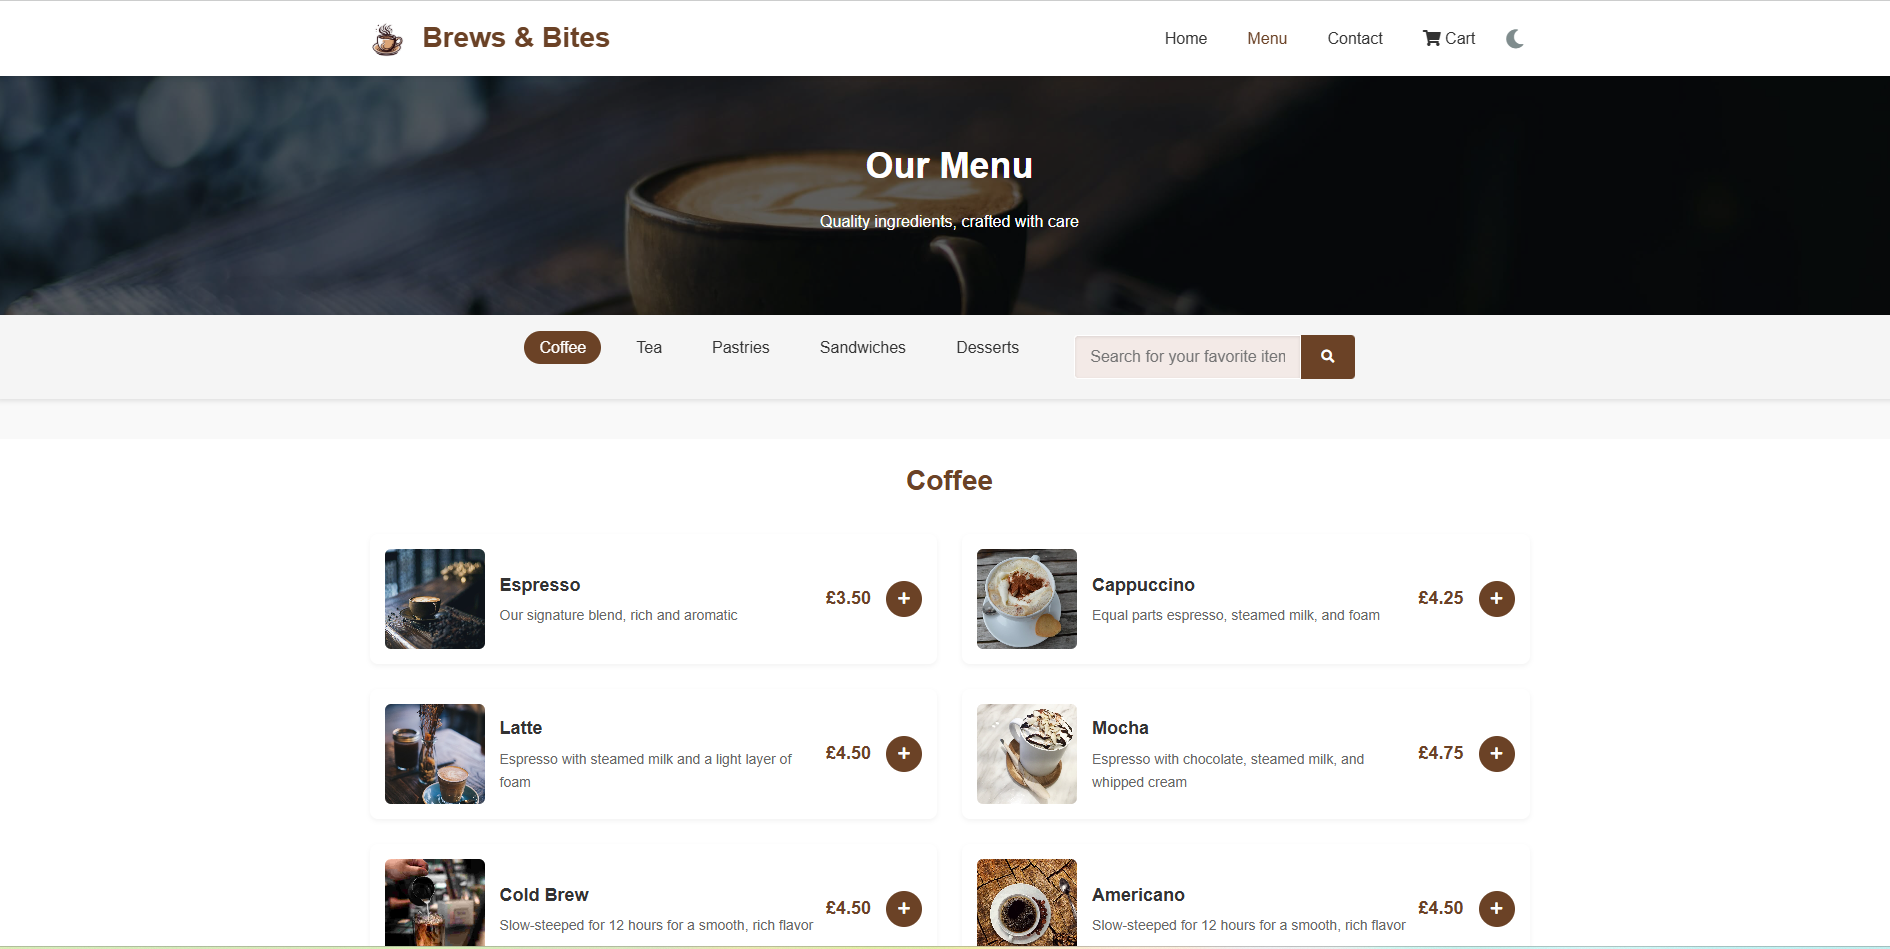 Brews & Bites
Home
Menu
Contact
Cart
Our Menu
Quality ingredients, crafted with care
Coffee
Tea
Pastries
Sandwiches
Desserts
Search for your favorite iten
Coffee
Espresso
Our signature blend, rich and aromatic
£3.50
+
Cappuccino
Equal parts espresso, steamed milk, and foam
£4.25
+
Latte
Espresso with steamed milk and a light layer of
foam
£4.50
+
Mocha
Espresso with chocolate, steamed milk, and
whipped cream
£4.75
+
Cold Brew
Slow-steeped for 12 hours for a smooth, rich flavor
£4.50
+
Americano
Slow-steeped for 12 hours for a smooth, rich flavor
£4.50
+